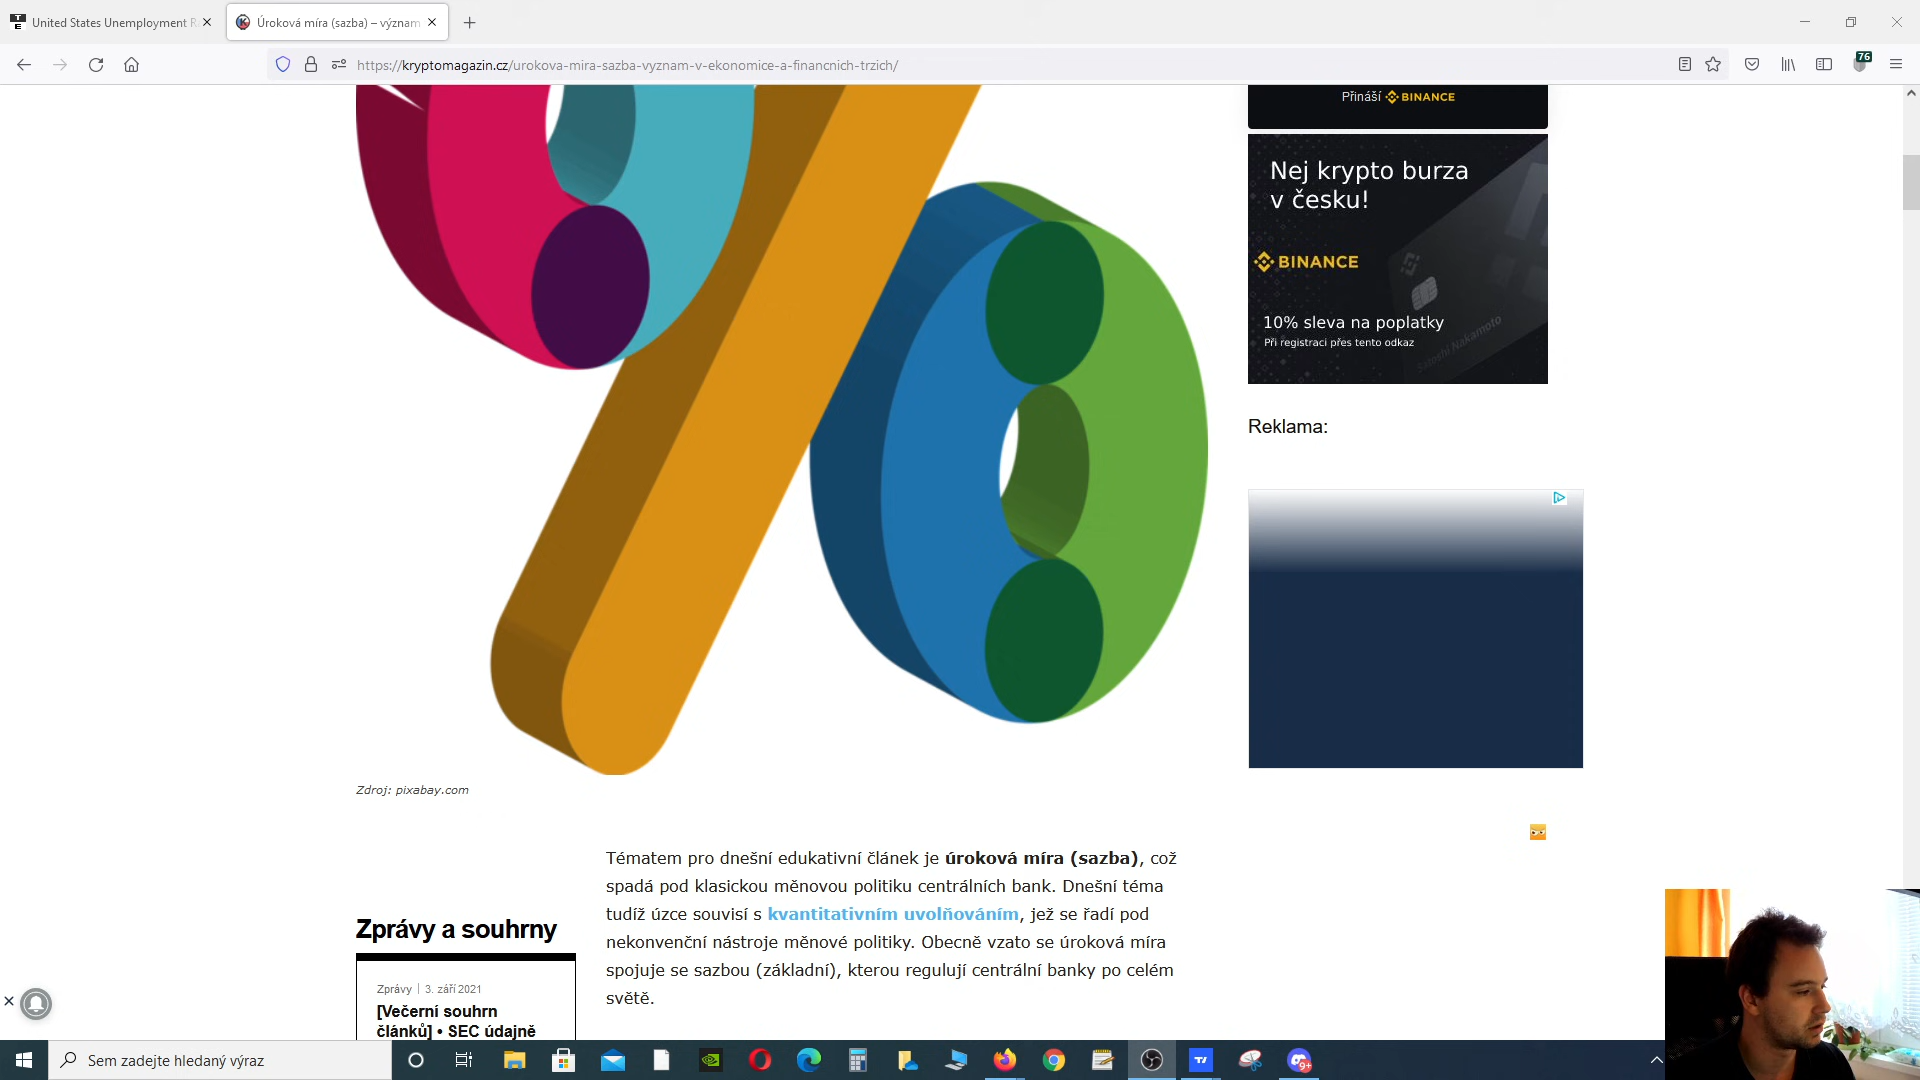 United States Unemployment R
Úroková míra (sazba) – význam
https://kryptomagazin.cz/urokova-mira-sazba-vyznam-v-ekonomice-a-financnich-trzich/
76
Přináší BINANCE
Nej krypto burza
v česku!
BINANCE
10% sleva na poplatky
Při registraci přes tento odkaz
Satoshi Nakamoto
Reklama:
Zdroj: pixabay.com
Tématem pro dnešní edukativní článek je úroková míra (sazba), což
spadá pod klasickou měnovou politiku centrálních bank. Dnešní téma
tudíž úzce souvisí s kvantitativním uvolňováním, jež se řadí pod
nekonvenční nástroje měnové politiky. Obecně vzato se úroková míra
spojuje se sazbou (základní), kterou regulují centrální banky po celém
světě.
Zprávy a souhrny
Zprávy | 3. září 2021
[Večerní souhrn
článků] • SEC údajně
Sem zadejte hledaný výraz
9+